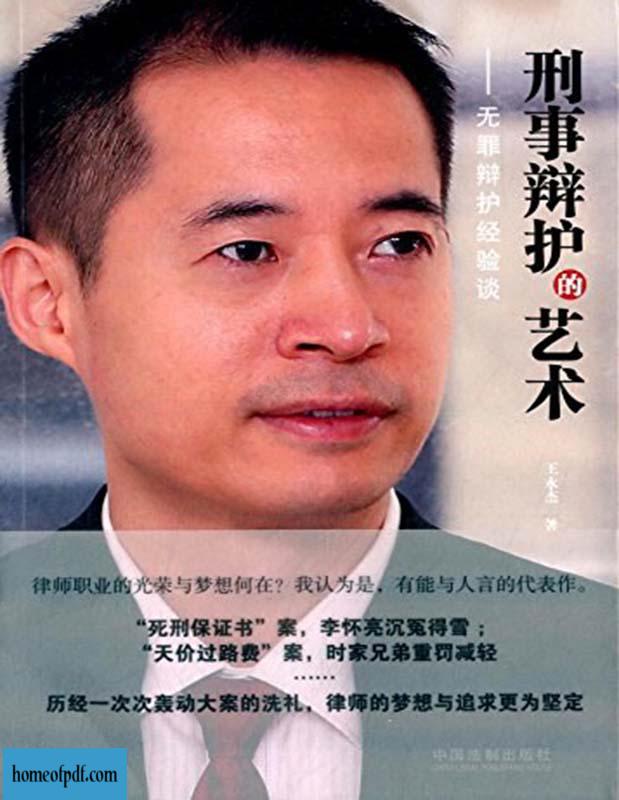 刑事辩护的艺术
——无罪辩护经验谈
王永杰 著
律师职业的光荣与梦想何在？我认为是，有能与人言的代表作。
“死刑保证书”案，李怀亮沉冤得雪；
“天价过路费”案，时家兄弟重罚减轻
……
历经一次次轰动大案的洗礼，律师的梦想与追求更为坚定
中国法制出版社
CHINA LEGAL PUBLISHING HOUSE
homeofpdf.com